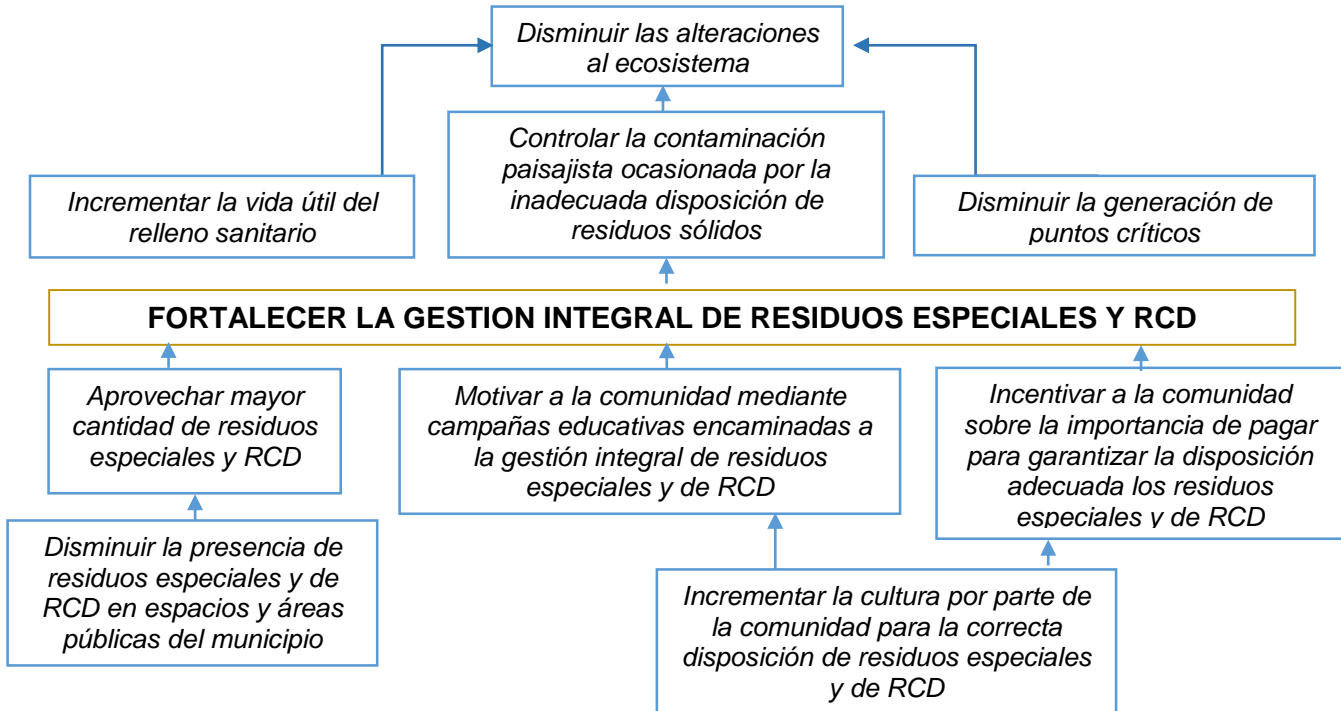 Disminuir las alteraciones
al ecosistema
Controlar la contaminación
paisajista ocasionada por la
inadecuada disposición de
residuos sólidos
Incrementar la vida útil del
relleno sanitario
Disminuir la generación de
puntos críticos
FORTALECER LA GESTION INTEGRAL DE RESIDUOS ESPECIALES Y RCD
Aprovechar mayor
cantidad de residuos
especiales y RCD
Motivar a la comunidad mediante
campañas educativas encaminadas a
la gestión integral de residuos
especiales y de RCD
Incentivar a la comunidad
sobre la importancia de pagar
para garantizar la disposición
adecuada los residuos
especiales y de RCD
Disminuir la presencia de
residuos especiales y de
RCD en espacios y áreas
públicas del municipio
Incrementar la cultura por parte de
la comunidad para la correcta
disposición de residuos especiales
y de RCD